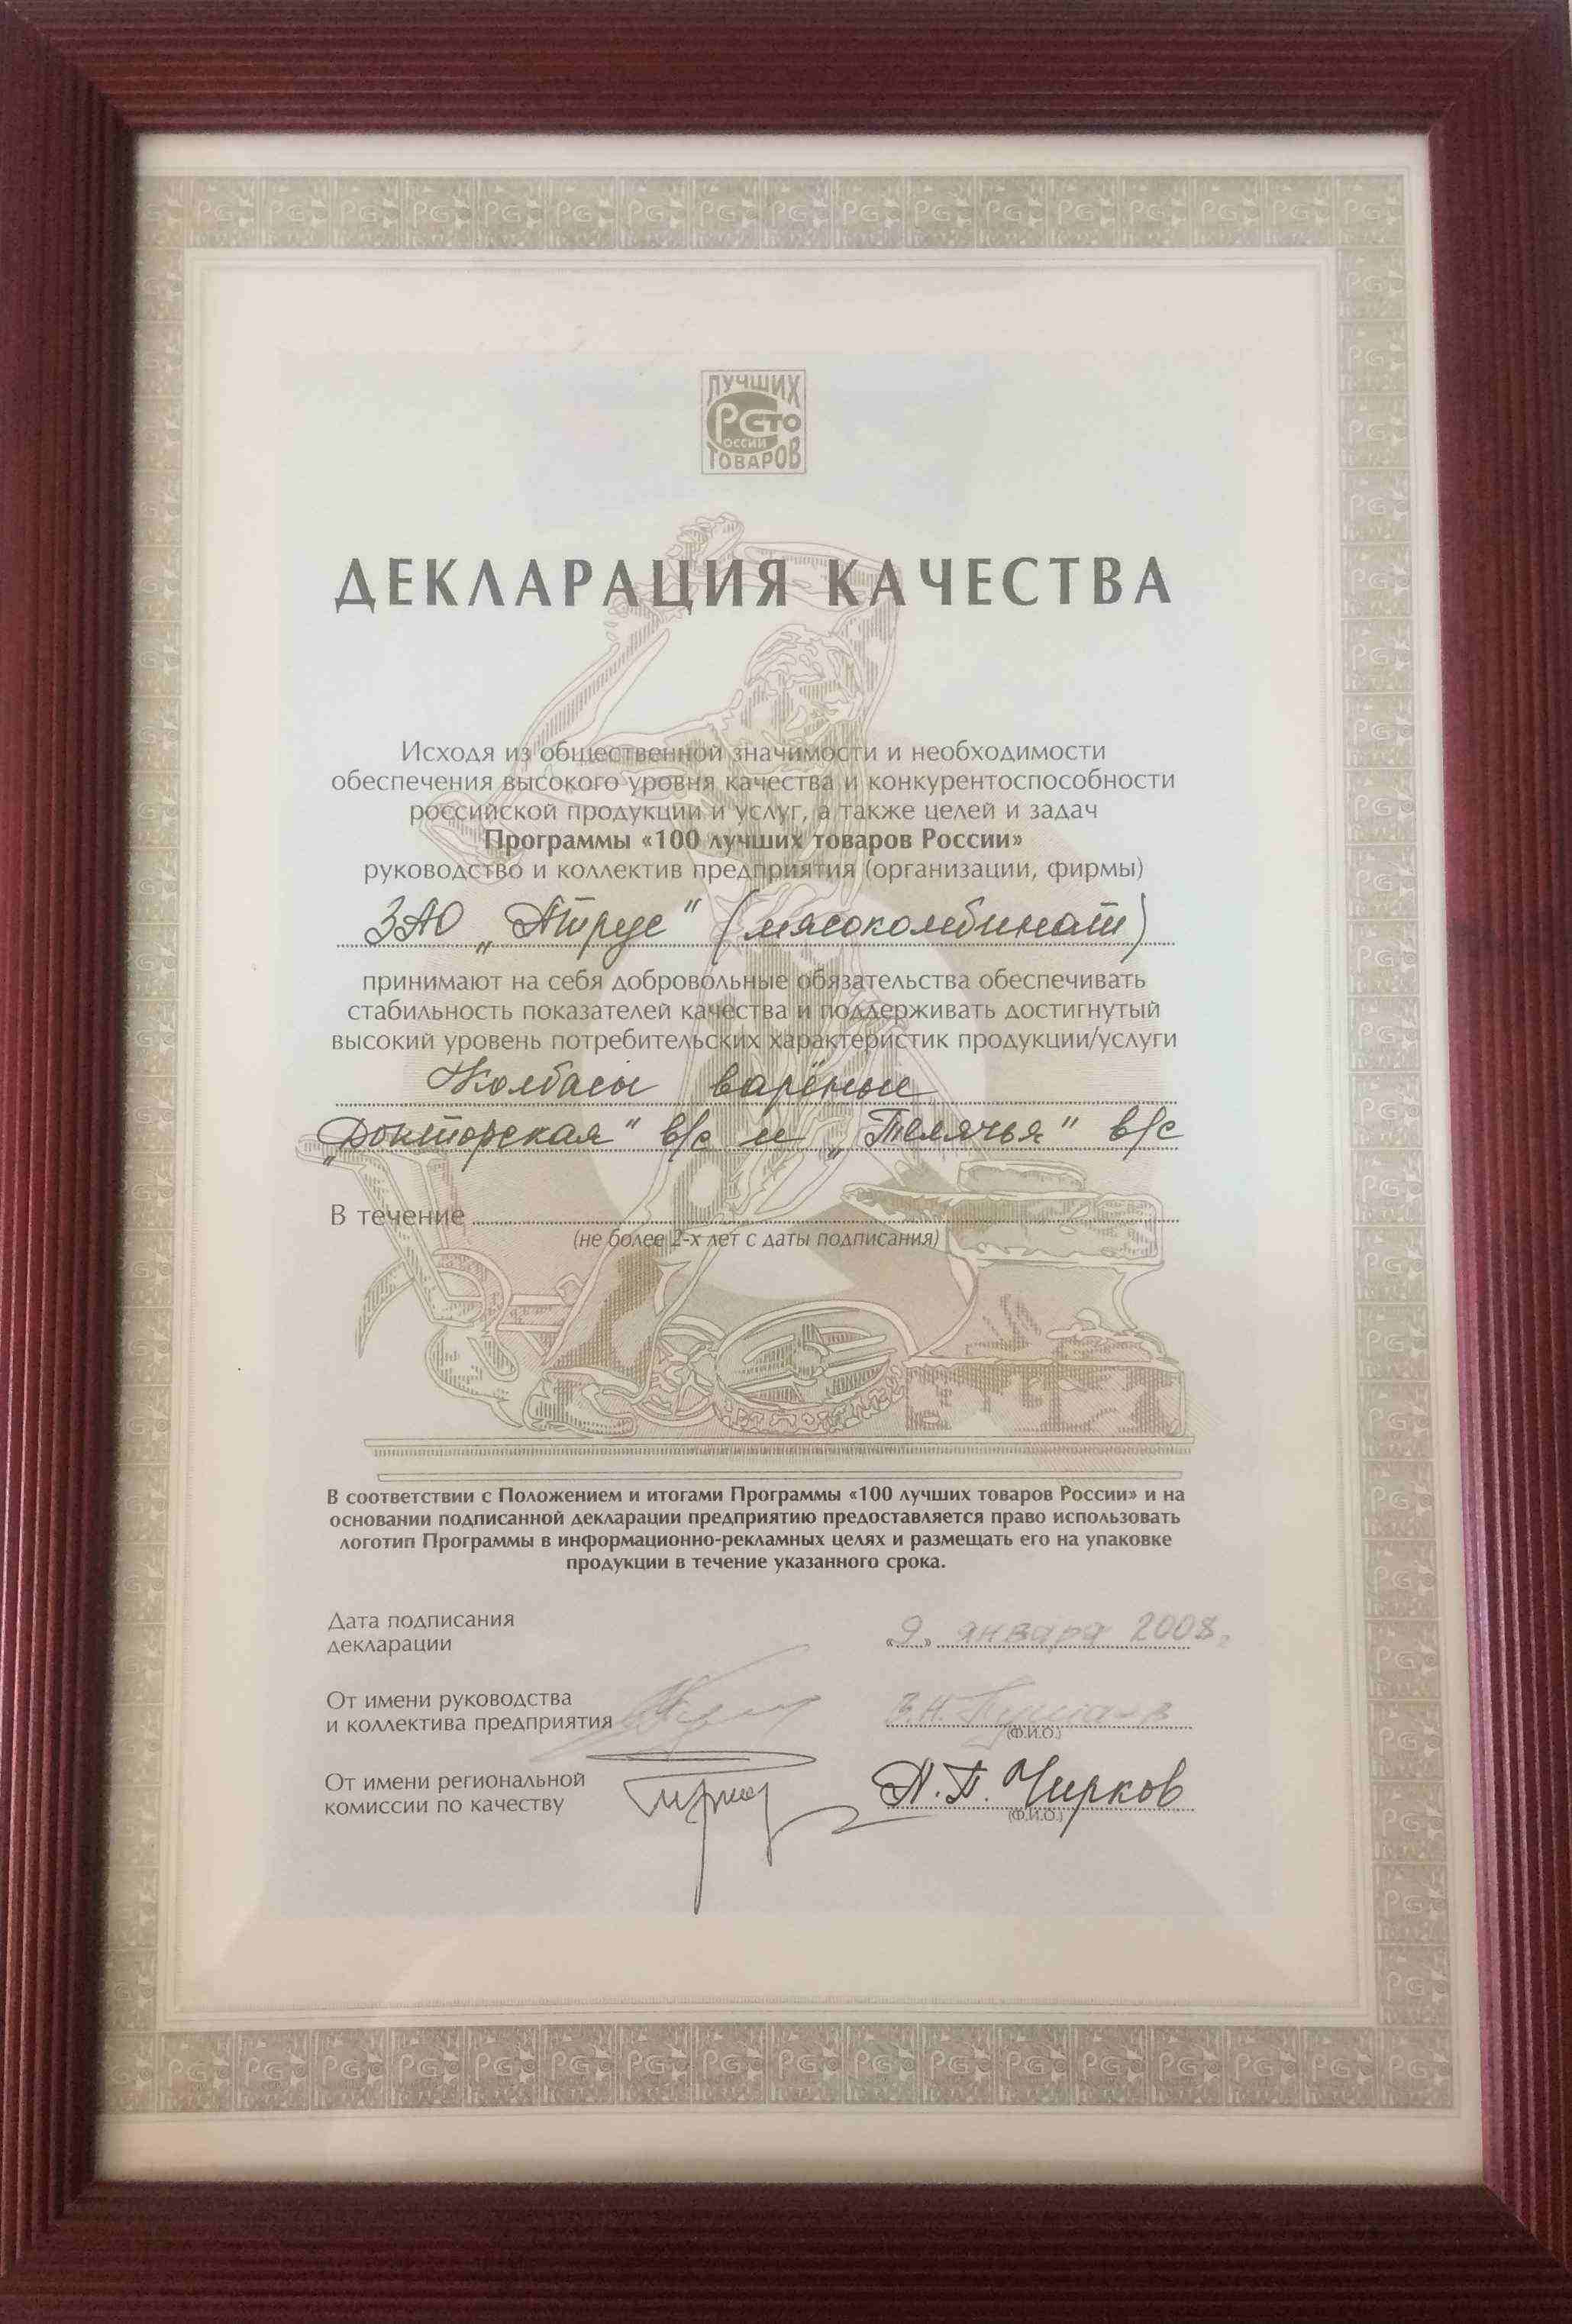 ЛУЧШИХ
СТО
РОССИИ
ТОВАРОВ
ДЕКЛАРАЦИЯ КАЧЕСТВА
Исходя из общественной значимости и необходимости
обеспечения высокого уровня качества и конкурентоспособности
российской продукции и услуг, а также целей и задач
Программы «100 лучших товаров России»
руководство и коллектив предприятия (организации, фирмы)
ЗАО „Атрус“ (мясокомбинат)
принимают на себя добровольные обязательства обеспечивать
стабильность показателей качества и поддерживать достигнутый
высокий уровень потребительских характеристик продукции/услуги
Колбасы варёные
„Докторская“ в/с и „Телячья“ в/с
В течение
(не более 2-х лет с даты подписания)
В соответствии с Положением и итогами Программы «100 лучших товаров России» и на
основании подписанной декларации предприятию предоставляется право использовать
логотип Программы в информационно-рекламных целях и размещать его на упаковке
продукции в течение указанного срока.
Дата подписания
декларации
«9» января 2008г.
От имени руководства
и коллектива предприятия
В.Н.
(Ф.И.О.)
От имени региональной
комиссии по качеству
А.П. Чирков
(Ф.И.О.)